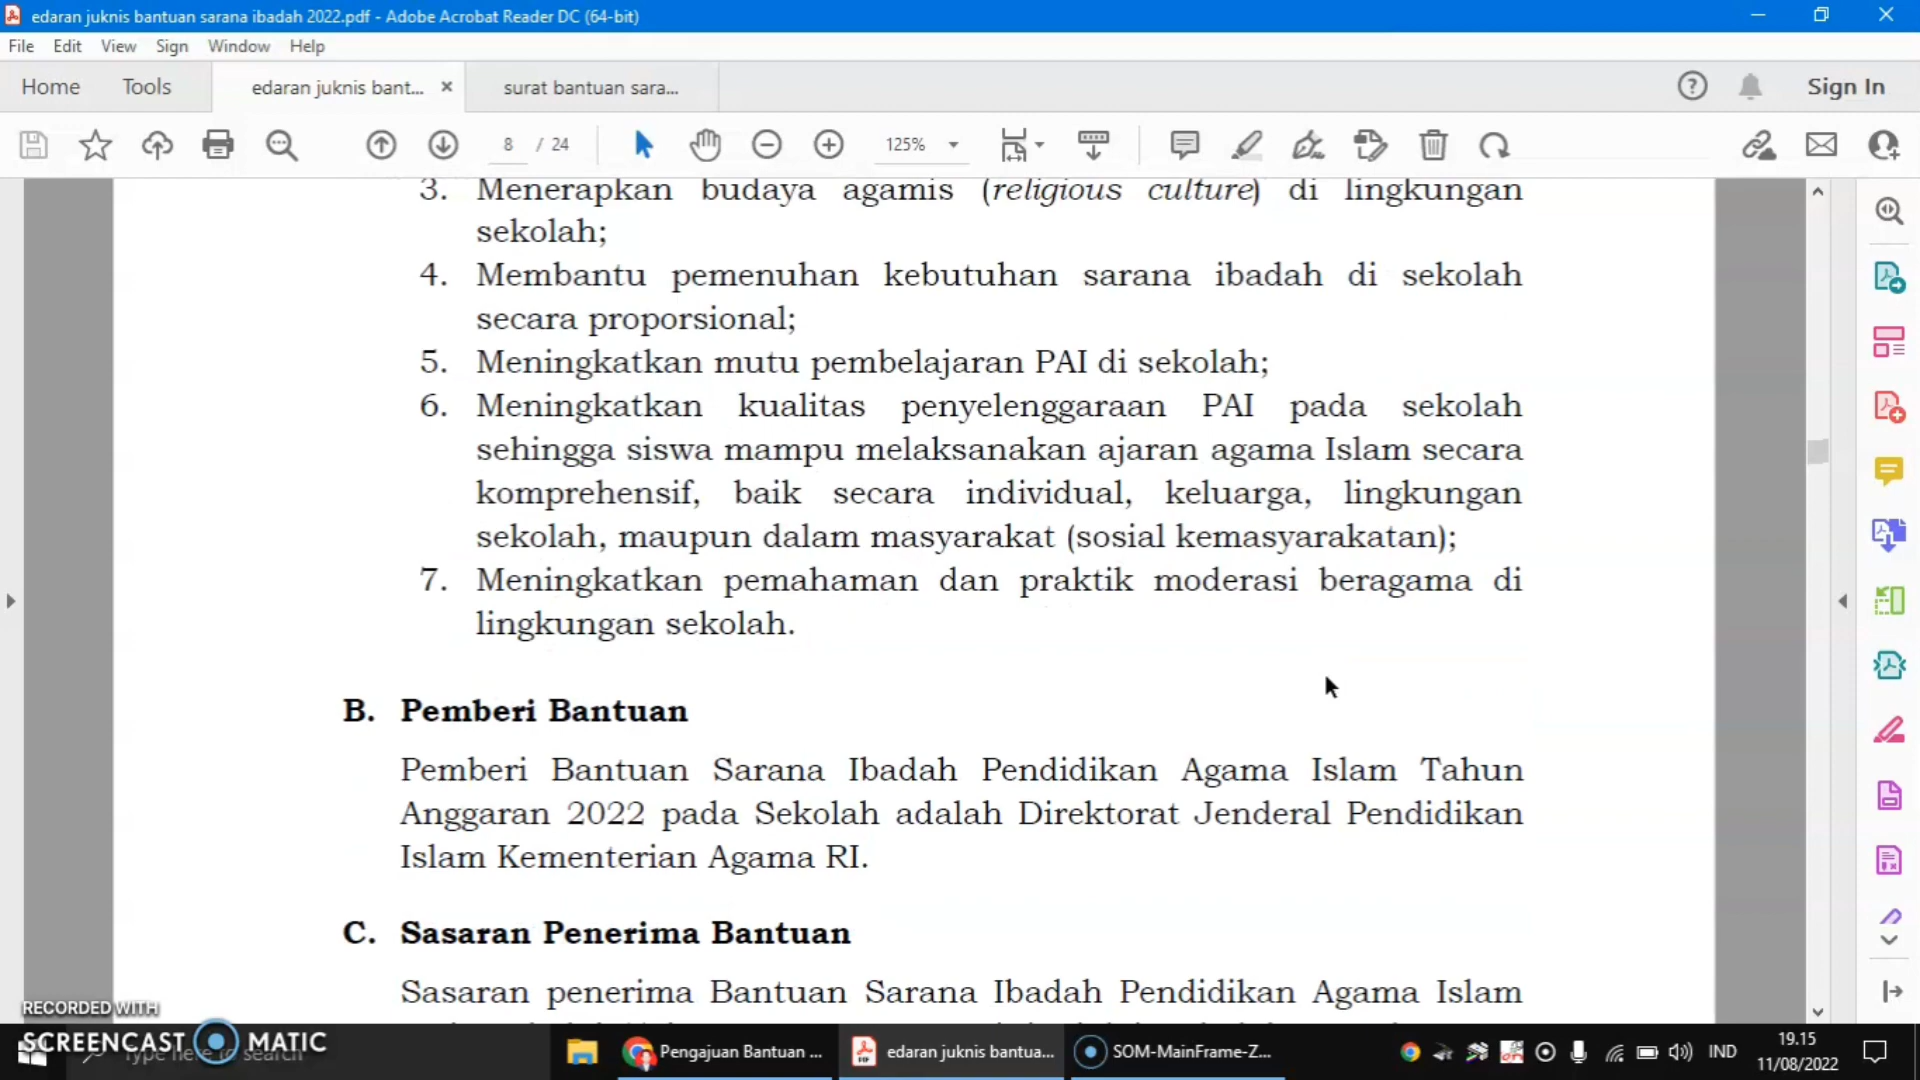 edaran juknis bantuan sarana ibadah 2022.pdf - Adobe Acrobat Reader DC (64-bit)
File Edit View Sign Window Help
Home Tools edaran juknis bant... × surat bantuan sara... Sign In
8 / 24 125%
3. Menerapkan budaya agamis (religious culture) di lingkungan
sekolah;
4. Membantu pemenuhan kebutuhan sarana ibadah di sekolah
secara proporsional;
5. Meningkatkan mutu pembelajaran PAI di sekolah;
6. Meningkatkan kualitas penyelenggaraan PAI pada sekolah
sehingga siswa mampu melaksanakan ajaran agama Islam secara
komprehensif, baik secara individual, keluarga, lingkungan
sekolah, maupun dalam masyarakat (sosial kemasyarakatan);
7. Meningkatkan pemahaman dan praktik moderasi beragama di
lingkungan sekolah.
B. Pemberi Bantuan
Pemberi Bantuan Sarana Ibadah Pendidikan Agama Islam Tahun
Anggaran 2022 pada Sekolah adalah Direktorat Jenderal Pendidikan
Islam Kementerian Agama RI.
C. Sasaran Penerima Bantuan
Sasaran penerima Bantuan Sarana Ibadah Pendidikan Agama Islam
RECORDED WITH
SCREENCAST MATIC
Type here to search
Pengajuan Bantuan ... edaran juknis bantua... SOM-MainFrame-Z... IND
19.15
11/08/2022